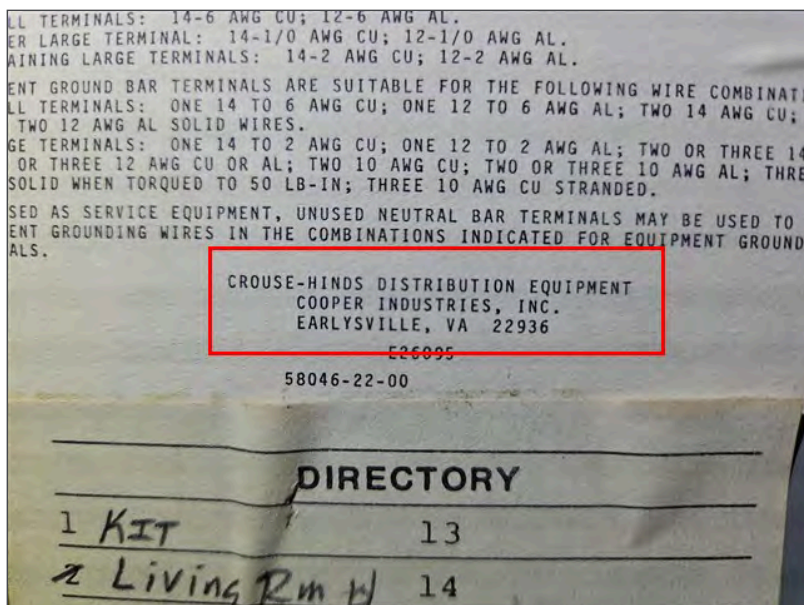 LL TERMINALS: 14-6 AWG CU; 12-6 AWG AL.
ER LARGE TERMINAL: 14-1/0 AWG CU; 12-1/0 AWG AL.
AINING LARGE TERMINALS: 14-2 AWG CU; 12-2 AWG AL.
ENT GROUND BAR TERMINALS ARE SUITABLE FOR THE FOLLOWING WIRE COMBINATI
LL TERMINALS: ONE 14 TO 6 AWG CU; ONE 12 TO 6 AWG AL; TWO 14 AWG CU;
TWO 12 AWG AL SOLID WIRES.
GE TERMINALS: ONE 14 TO 2 AWG CU; ONE 12 TO 2 AWG AL; TWO OR THREE 14
OR THREE 12 AWG CU OR AL; TWO 10 AWG CU; TWO OR THREE 10 AWG AL; THRE
SOLID WHEN TORQUED TO 50 LB-IN; THREE 10 AWG CU STRANDED.
SED AS SERVICE EQUIPMENT, UNUSED NEUTRAL BAR TERMINALS MAY BE USED TO
ENT GROUNDING WIRES IN THE COMBINATIONS INDICATED FOR EQUIPMENT GROUND
ALS.
CROUSE-HINDS DISTRIBUTION EQUIPMENT
COOPER INDUSTRIES, INC.
EARLYSVILLE, VA 22936
58046-22-00
DIRECTORY
1 KIT 13
2 Living Rm 14